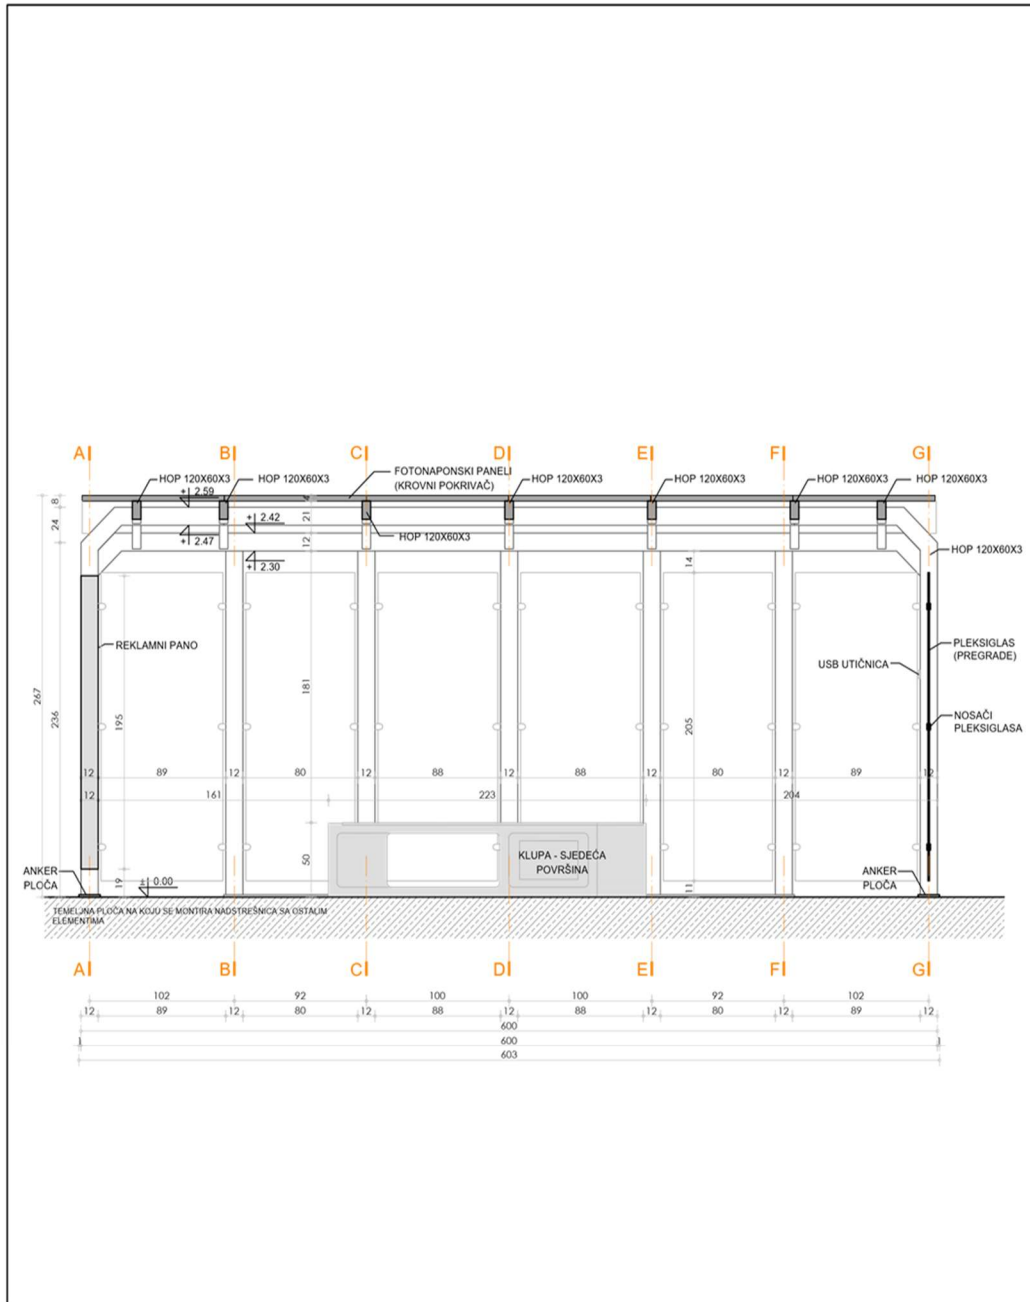 A B C D E F G
HOP 120X60X3 HOP 120X60X3 FOTONAPONSKI PANELI HOP 120X60X3 HOP 120X60X3 HOP 120X60X3 HOP 120X60X3
(KROVNI POKRIVAČ)
+ 2.59
8 4
24 21
+ 2.42
+ 2.47 12 HOP 120X60X3
HOP 120X60X3
+ 2.30 14
REKLAMNI PANO PLEKSIGLAS
(PREGRADE)
USB UTIČNICA
267 236 195 181 205
NOSAČI
PLEKSIGLASA
12 89 12 80 12 88 12 88 12 80 12 89 12
12 161 223 204
50
KLUPA - SJEDEĆA
POVRŠINA
ANKER
PLOČA
19
± 0.00
11
ANKER
PLOČA
TEMELJNA PLOČA NA KOJU SE MONTIRA NADSTREŠNICA SA OSTALIM
ELEMENTIMA
A B C D E F G
102 92 100 100 92 102
12 89 12 80 12 88 12 88 12 80 12 89 12
600
1 600 1
603